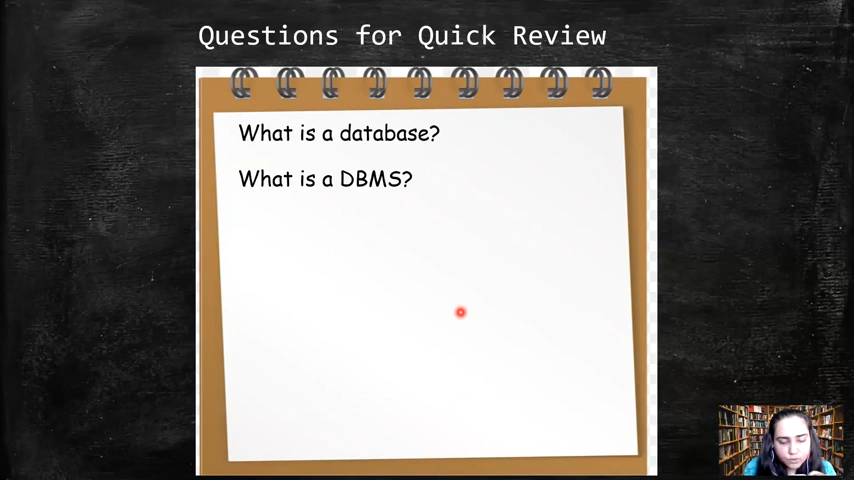 Questions for Quick Review
What is a database?
What is a DBMS?